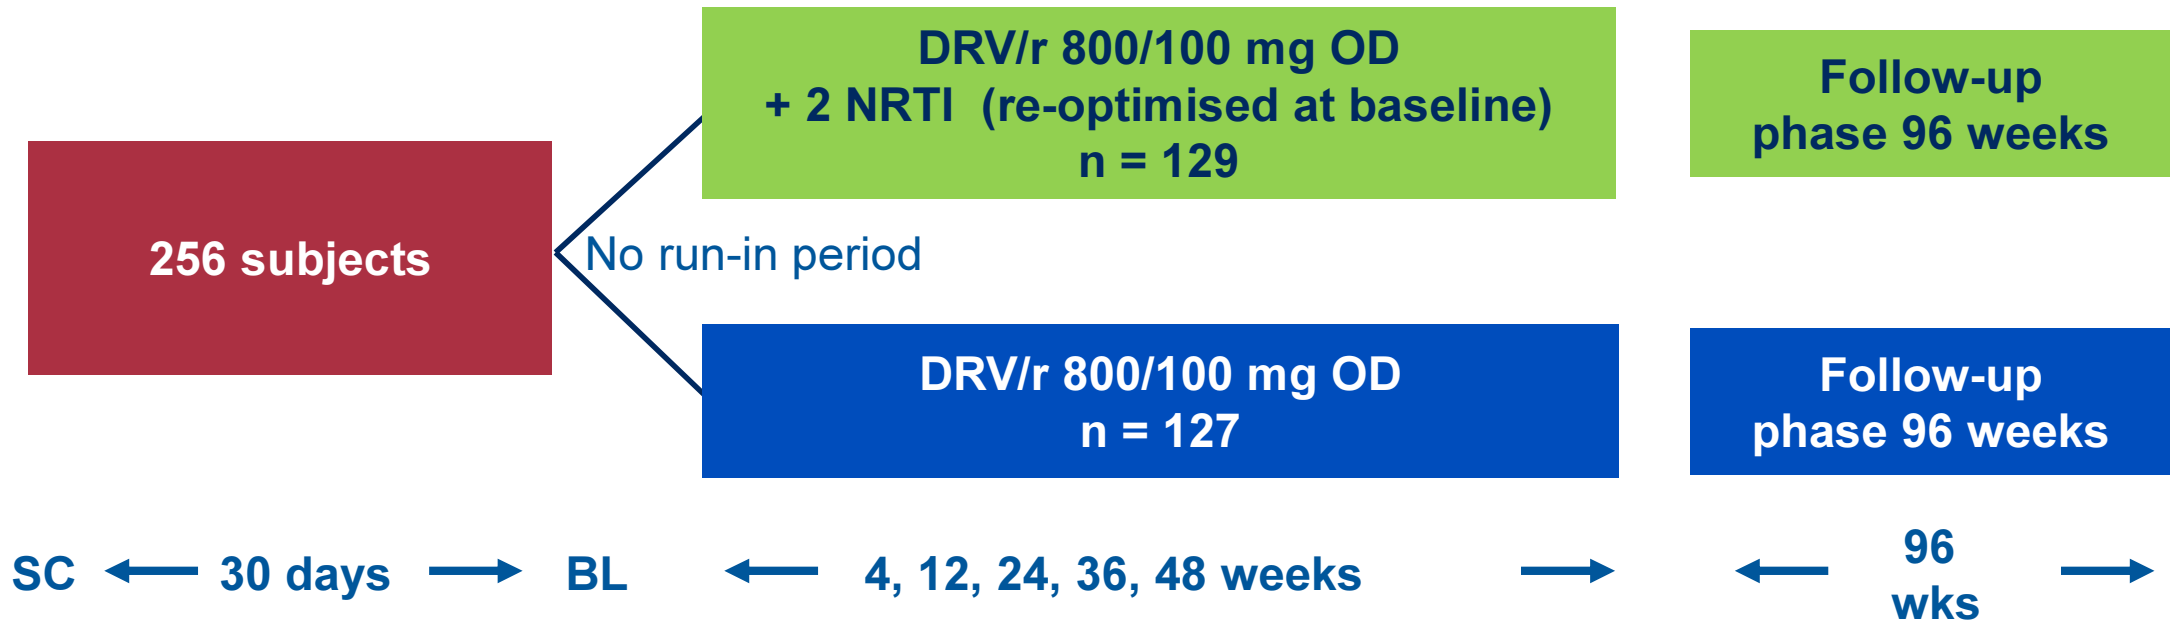 DRV/r 800/100 mg OD
+ 2 NRTI (re-optimised at baseline)
n = 129
Follow-up
phase 96 weeks
256 subjects
No run-in period
DRV/r 800/100 mg OD
n = 127
Follow-up
phase 96 weeks
SC 30 days BL 4, 12, 24, 36, 48 weeks
96
wks